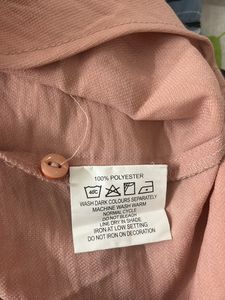 100% POLYESTER
40C
WASH DARK COLOURS SEPARATELY
MACHINE WASH WARM
NORMAL CYCLE
DO NOT BLEACH
LINE DRY IN SHADE
IRON AT LOW SETTING
DO NOT IRON ON DECORATION